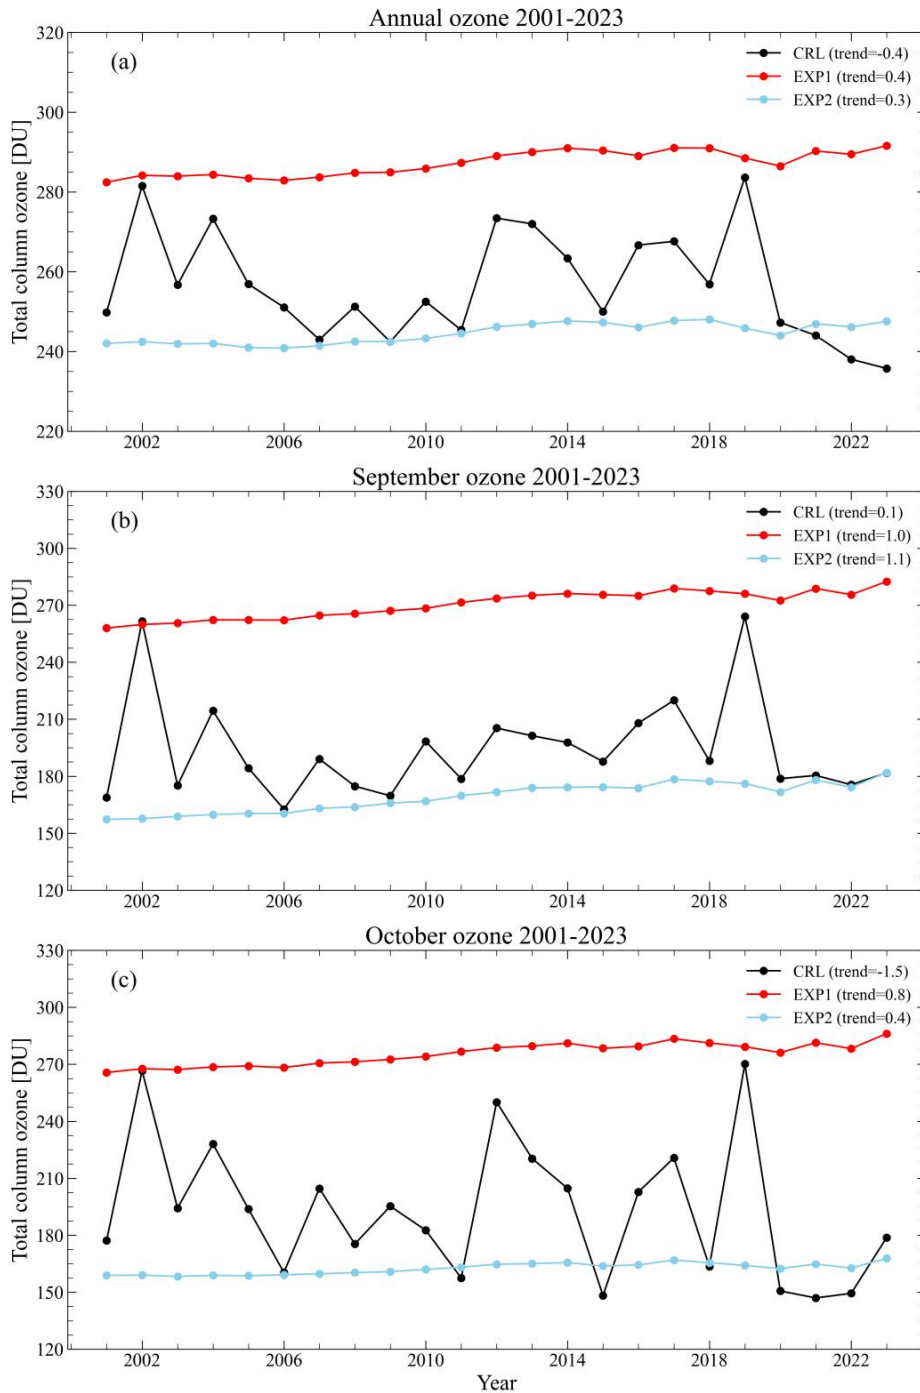 Annual ozone 2001-2023
320
(a)
CRL (trend=-0.4)
EXP1 (trend=0.4)
EXP2 (trend=0.3)
300
280
260
240
220
Total column ozone [DU]
2002 2006 2010 2014 2018 2022
September ozone 2001-2023
330
(b)
CRL (trend=0.1)
EXP1 (trend=1.0)
EXP2 (trend=1.1)
300
270
240
210
180
150
120
Total column ozone [DU]
2002 2006 2010 2014 2018 2022
October ozone 2001-2023
330
(c)
CRL (trend=-1.5)
EXP1 (trend=0.8)
EXP2 (trend=0.4)
300
270
240
210
180
150
120
Total column ozone [DU]
2002 2006 2010 2014 2018 2022
Year